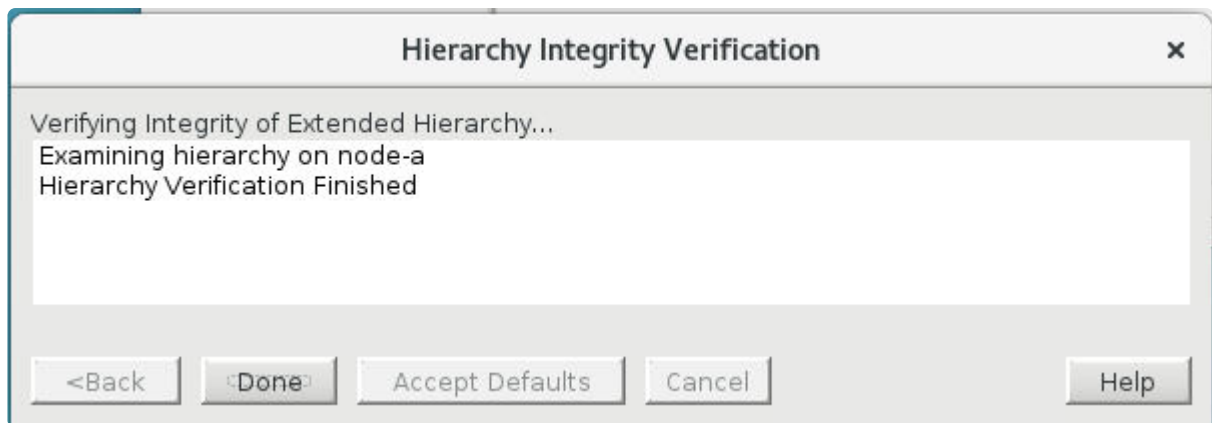 Hierarchy Integrity Verification ×
Verifying Integrity of Extended Hierarchy...
Examining hierarchy on node-a
Hierarchy Verification Finished
<Back Done Accept Defaults Cancel Help